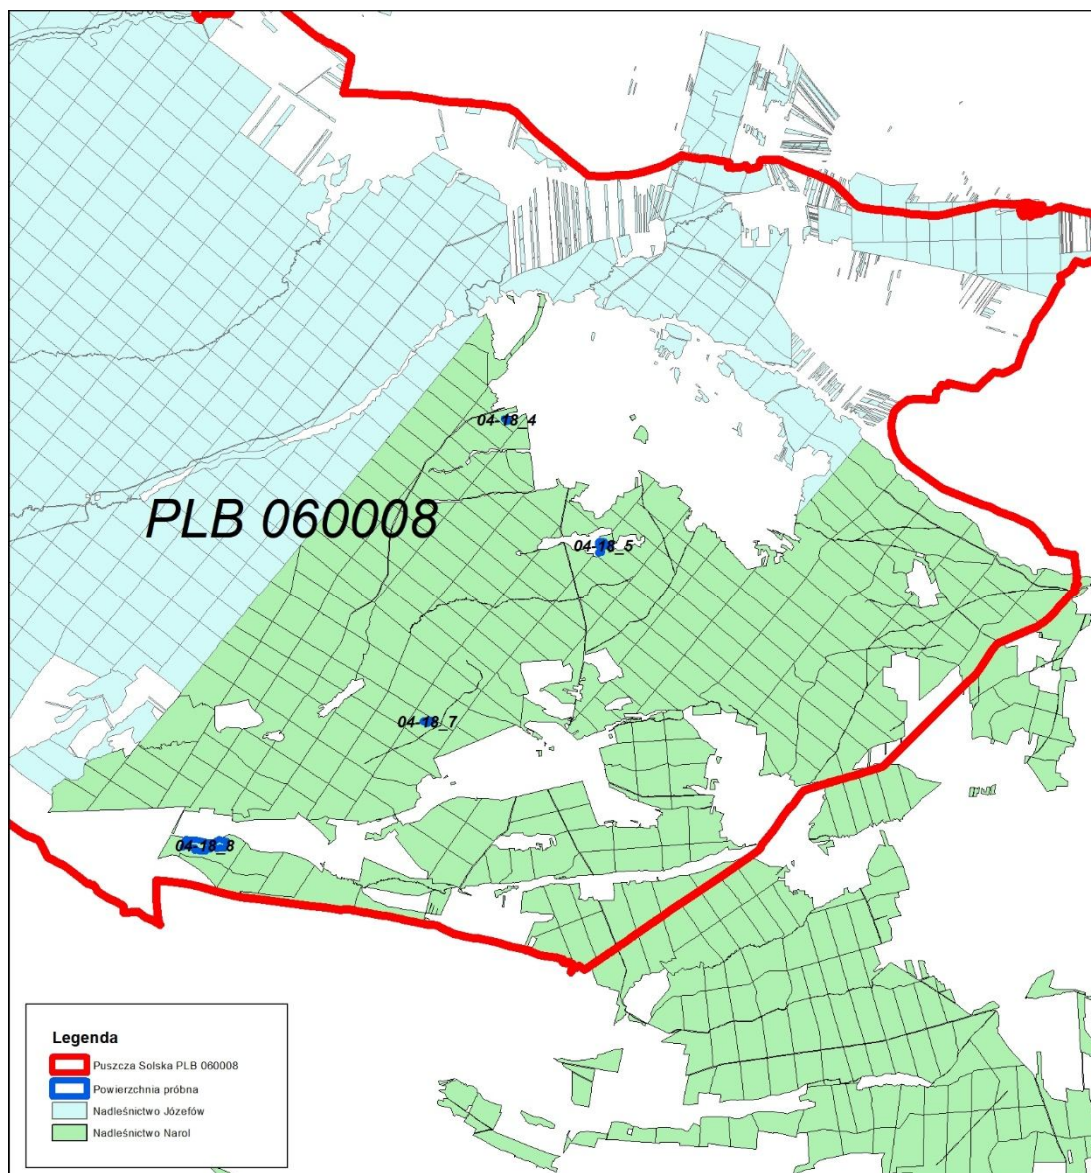 04-18_4
PLB 060008
04-18_5
04-18_7
04-18_8
Legenda
Puszcza Solska PLB 060008
Powierzchnia próbna
Nadleśnictwo Józefów
Nadleśnictwo Narol